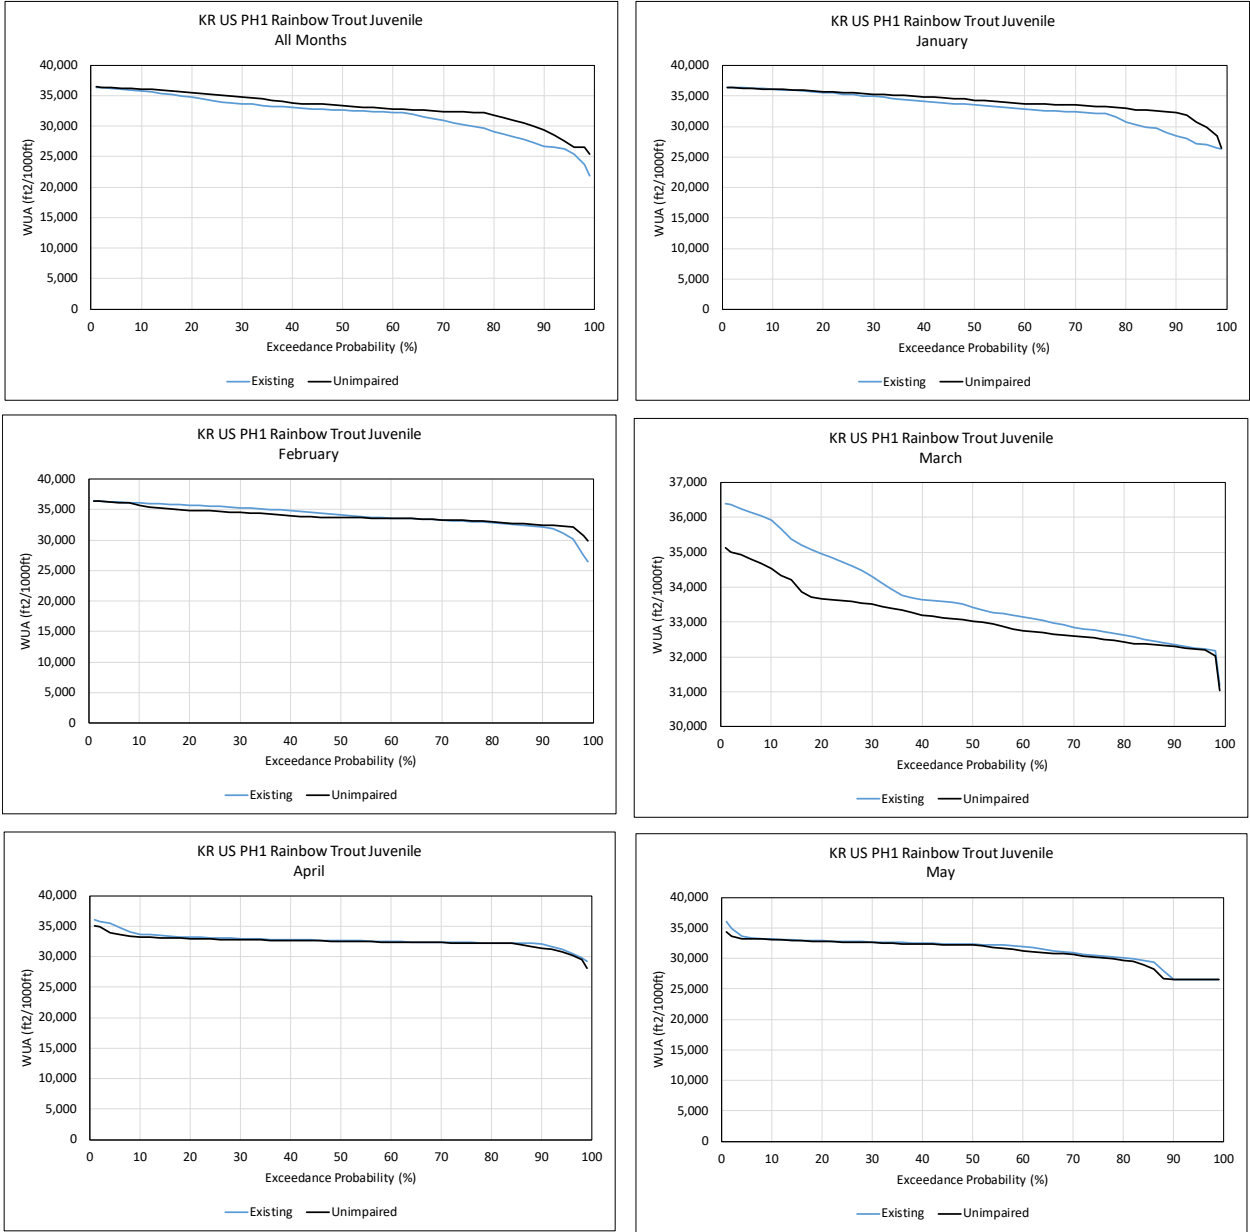 KR US PH1 Rainbow Trout Juvenile
All Months
40,000
35,000
30,000
25,000
20,000
15,000
10,000
5,000
0
WUA (ft2/1000ft)
0 10 20 30 40 50 60 70 80 90 100
Exceedance Probability (%)
Existing Unimpaired
KR US PH1 Rainbow Trout Juvenile
January
40,000
35,000
30,000
25,000
20,000
15,000
10,000
5,000
0
WUA (ft2/1000ft)
0 10 20 30 40 50 60 70 80 90 100
Exceedance Probability (%)
Existing Unimpaired
KR US PH1 Rainbow Trout Juvenile
February
40,000
35,000
30,000
25,000
20,000
15,000
10,000
5,000
0
WUA (ft2/1000ft)
0 10 20 30 40 50 60 70 80 90 100
Exceedance Probability (%)
Existing Unimpaired
KR US PH1 Rainbow Trout Juvenile
March
37,000
36,000
35,000
34,000
33,000
32,000
31,000
30,000
WUA (ft2/1000ft)
0 10 20 30 40 50 60 70 80 90 100
Exceedance Probability (%)
Existing Unimpaired
KR US PH1 Rainbow Trout Juvenile
April
40,000
35,000
30,000
25,000
20,000
15,000
10,000
5,000
0
WUA (ft2/1000ft)
0 10 20 30 40 50 60 70 80 90 100
Exceedance Probability (%)
Existing Unimpaired
KR US PH1 Rainbow Trout Juvenile
May
40,000
35,000
30,000
25,000
20,000
15,000
10,000
5,000
0
WUA (ft2/1000ft)
0 10 20 30 40 50 60 70 80 90 100
Exceedance Probability (%)
Existing Unimpaired